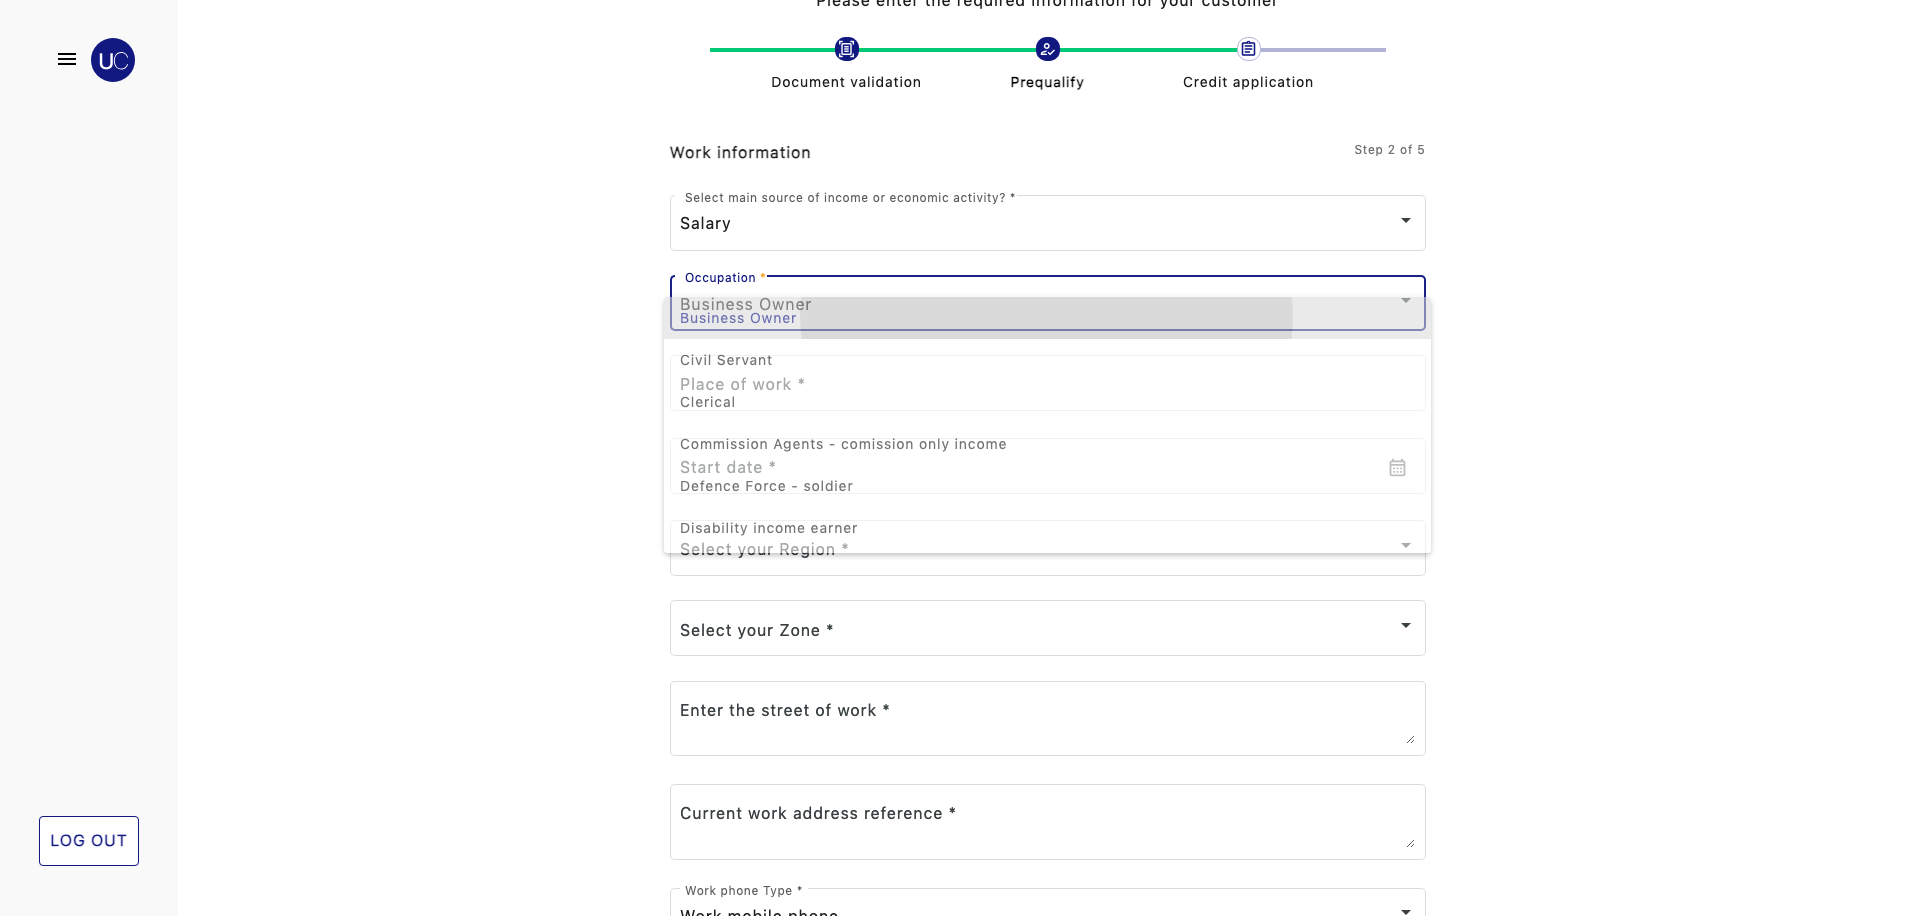 Please enter the required information for your customer
UC
Document validation
Prequalify
Credit application
Work information
Step 2 of 5
Select main source of income or economic activity? *
Salary
Occupation *
Business Owner
Business Owner
Civil Servant
Place of work *
Clerical
Commission Agents - comission only income
Start date *
Defence Force - soldier
Disability income earner
Select your Region *
Select your Zone *
Enter the street of work *
Current work address reference *
LOG OUT
Work phone Type *
Work mobile phone